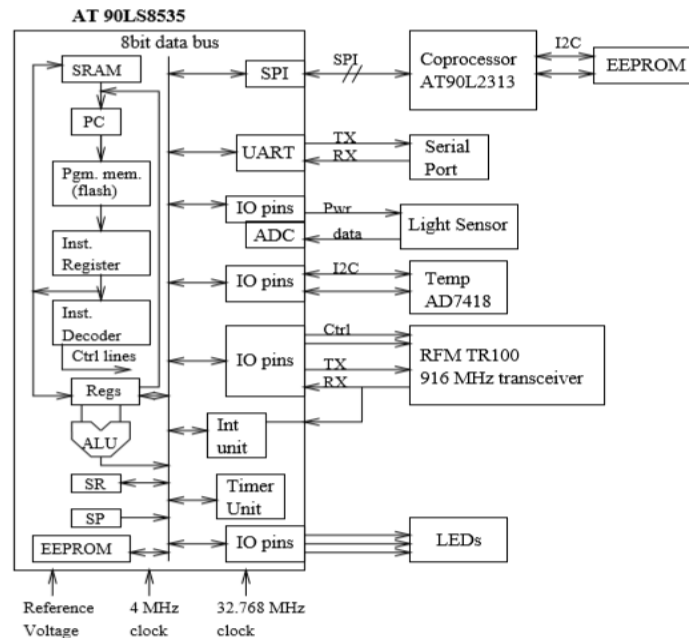 AT 90LS8535
8bit data bus
SRAM
PC
Pgm. mem.
(flash)
Inst.
Register
Inst.
Decoder
Ctrl lines
Regs
ALU
SR
SP
EEPROM
SPI
UART
IO pins
ADC
IO pins
IO pins
Int
unit
Timer
Unit
IO pins
SPI
Coprocessor
AT90L2313
I2C
EEPROM
TX
RX
Serial
Port
Pwr
data
Light Sensor
I2C
Temp
AD7418
Ctrl
TX
RX
RFM TR100
916 MHz transceiver
LEDs
Reference
Voltage
4 MHz
clock
32.768 MHz
clock